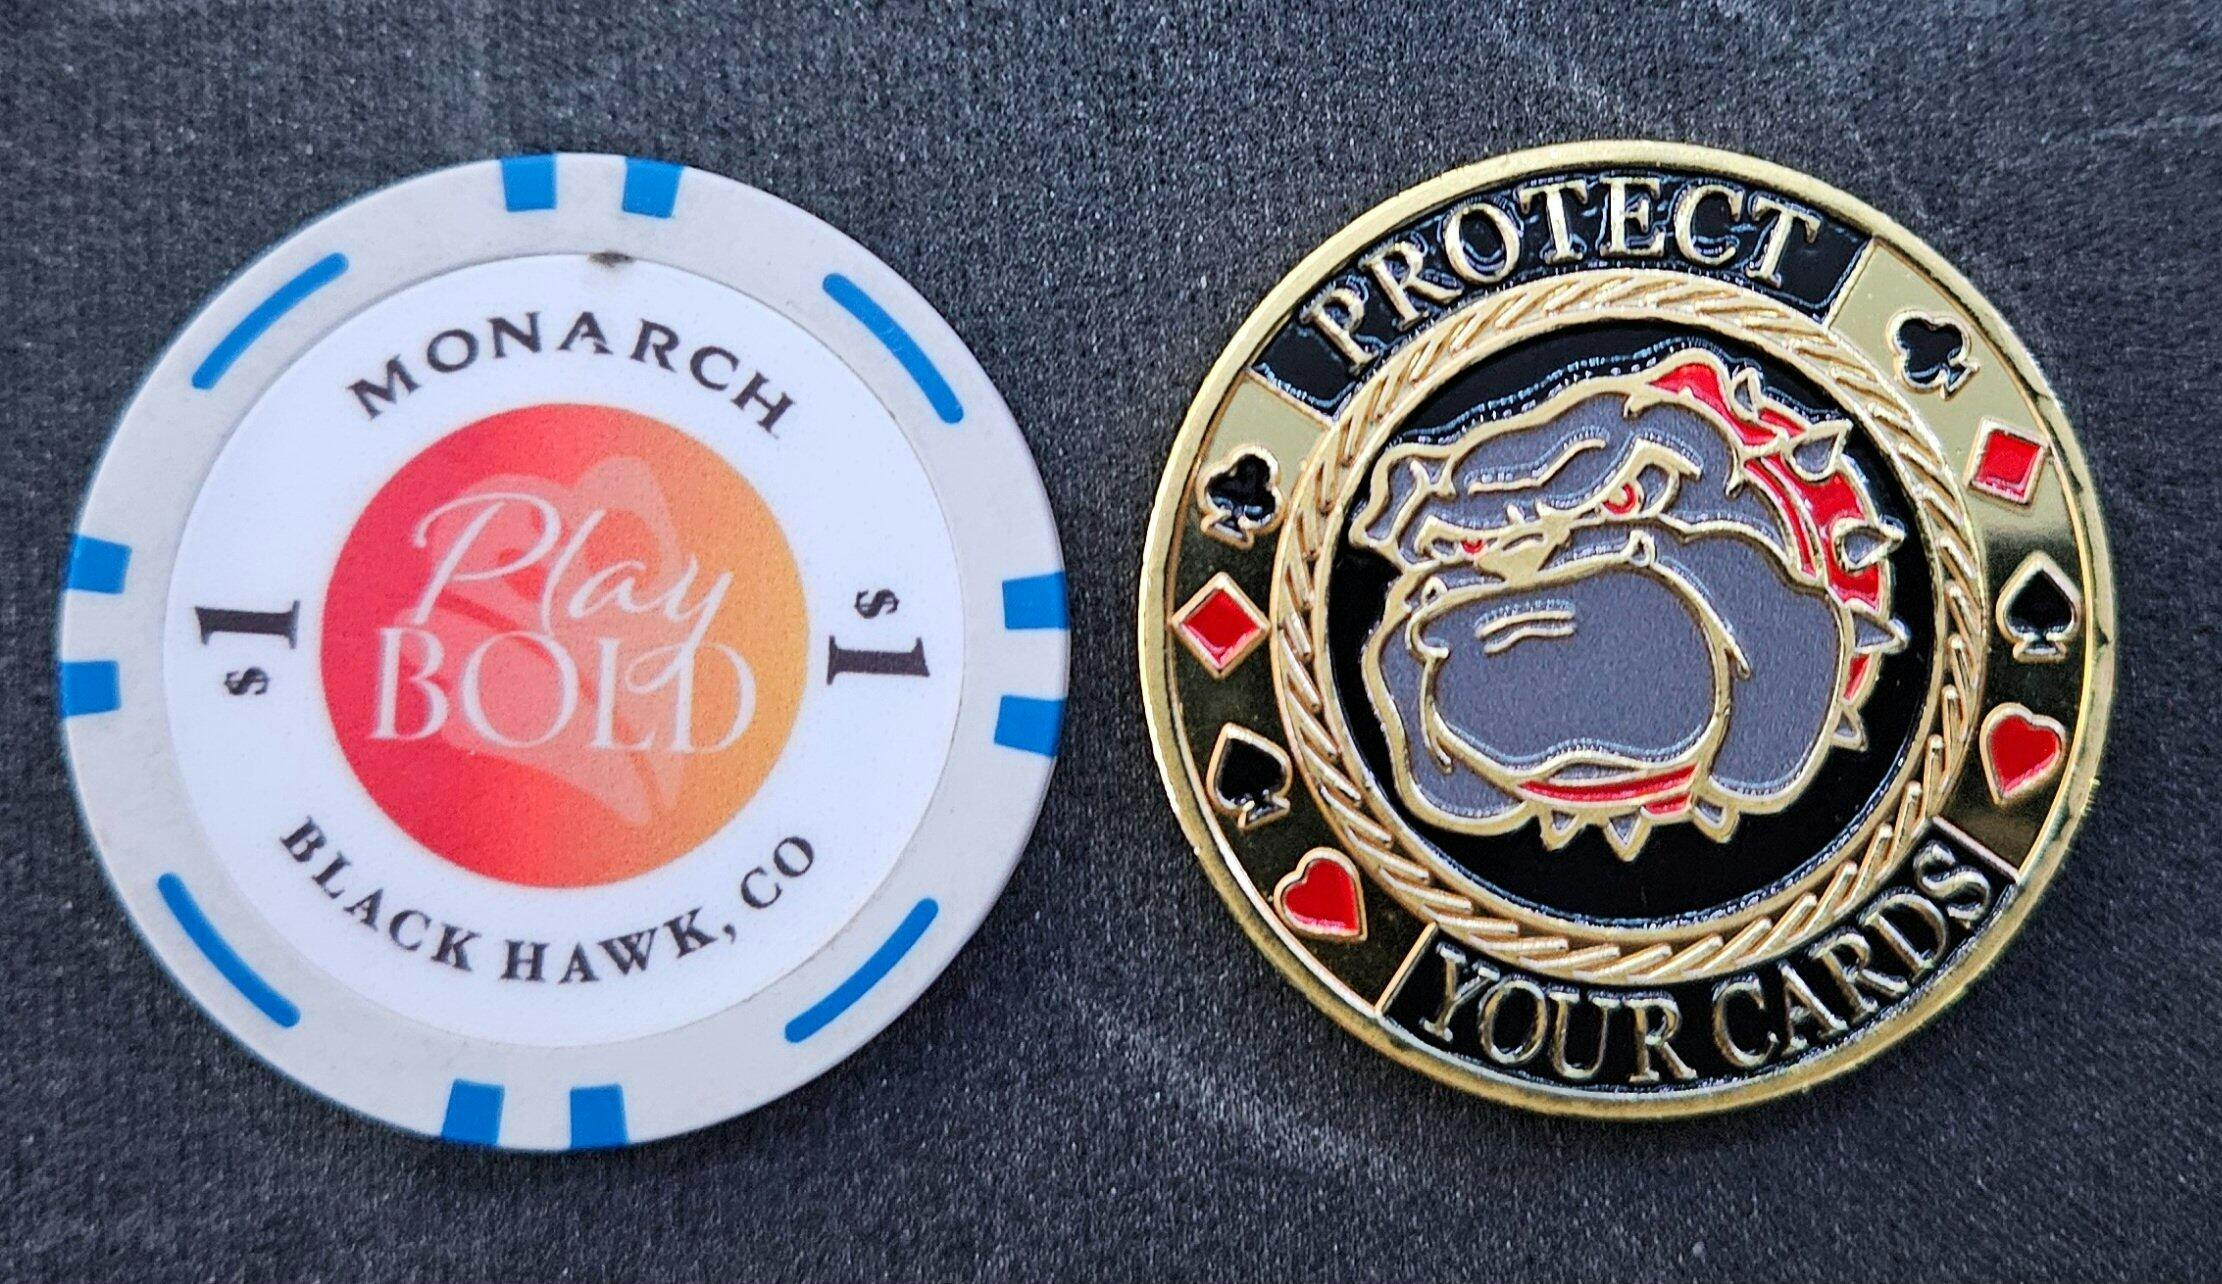 MONARCH
$1
Play
BOLD
$1
BLACK HAWK, CO
PROTECT
YOUR CARDS